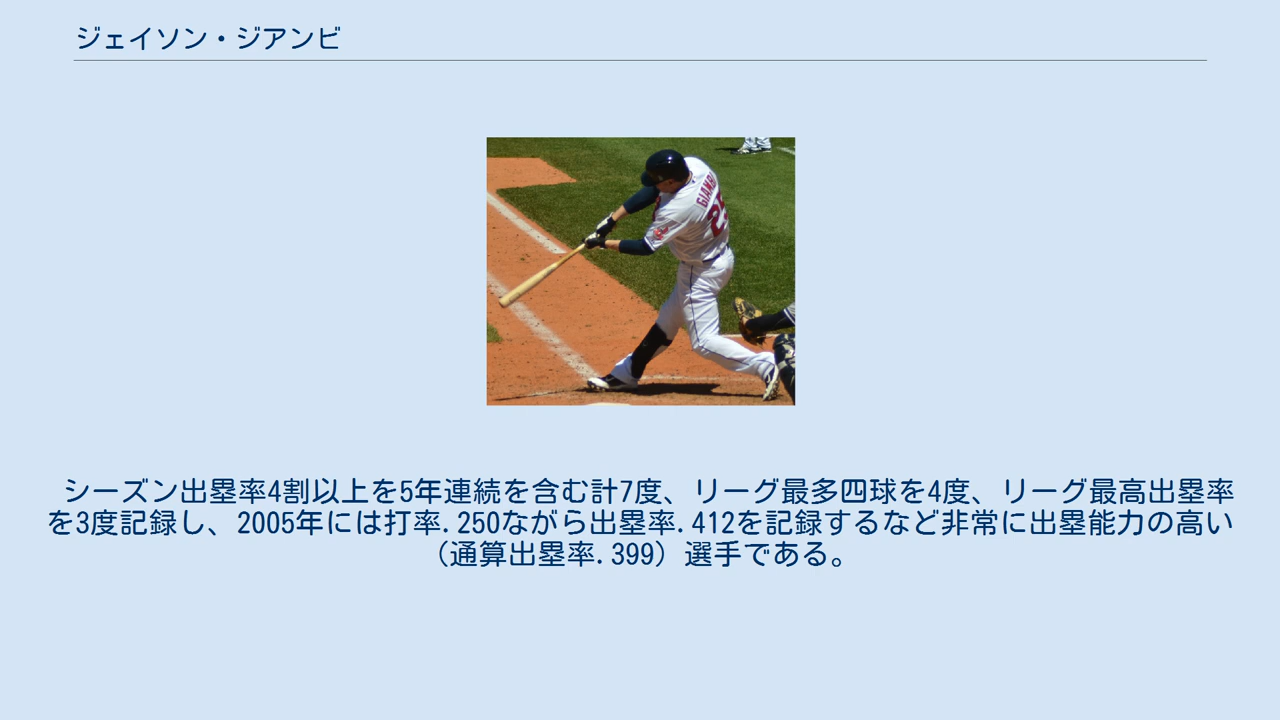 ジェイソン・ジアンビ
GIAMBI
25
シーズン出塁率4割以上を5年連続を含む計7度、リーグ最多四球を4度、リーグ最高出塁率
を3度記録し、2005年には打率.250ながら出塁率.412を記録するなど非常に出塁能力の高い
（通算出塁率.399）選手である。